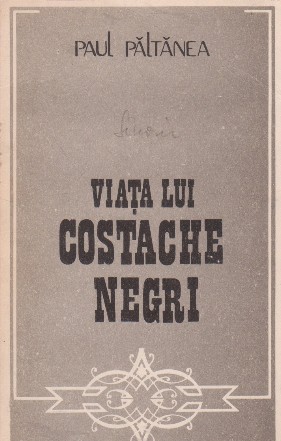 PAUL PĂLTĂNEA
VIAȚA LUI
COSTACHE
NEGRI